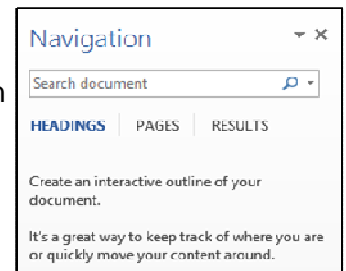 Navigation
Search document
HEADINGS PAGES RESULTS
Create an interactive outline of your
document.
It's a great way to keep track of where you are
or quickly move your content around.